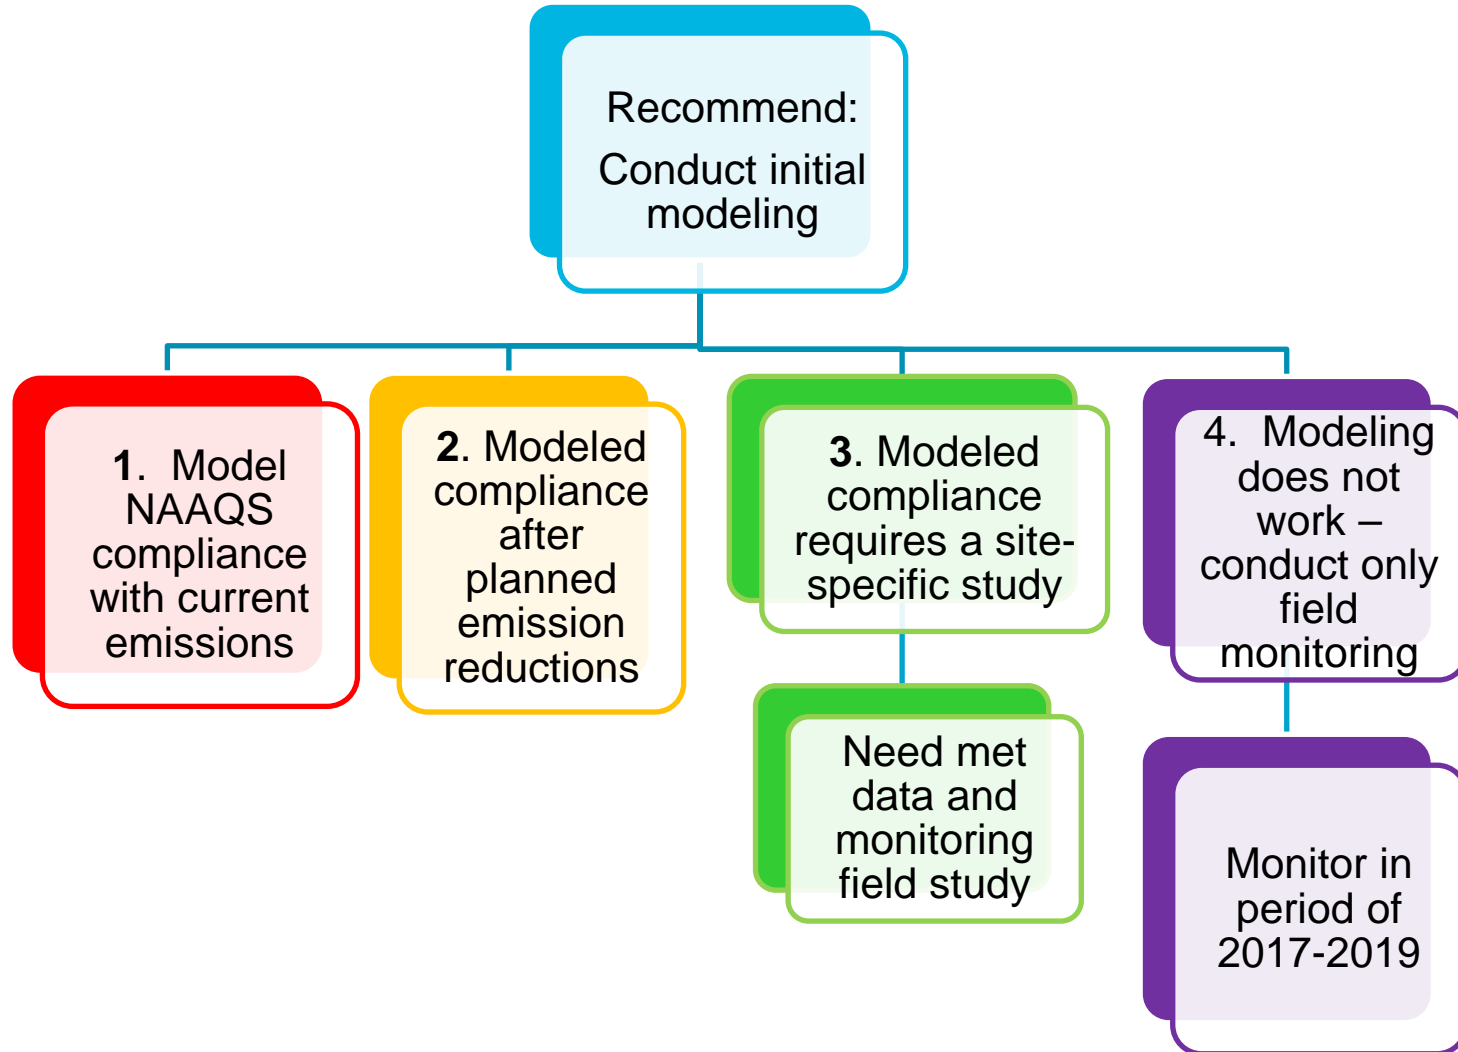 Recommend:
Conduct initial
modeling
1. Model
NAAQS
compliance
with current
emissions
2. Modeled
compliance
after
planned
emission
reductions
3. Modeled
compliance
requires a site-
specific study
4. Modeling
does not
work –
conduct only
field
monitoring
Need met
data and
monitoring
field study
Monitor in
period of
2017-2019